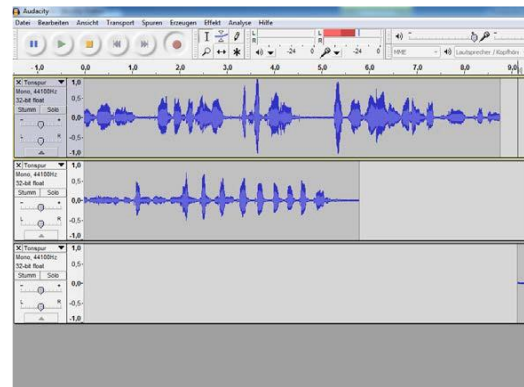 Audacity
Datei Bearbeiten Ansicht Transport Spuren Erzeugen Effekt Analyse Hilfe
L
R
-24 0
-24 0
MME
Lautsprecher / Kopfhör
- 1,0 0,0 1,0 2,0 3,0 4,0 5,0 6,0 7,0 8,0 9,0
X Tonspur
Mono, 44100Hz
32-bit float
Stumm Solo
- +
L R
1,0
0,5-
0,0-
-0,5-
-1,0
X Tonspur
Mono, 44100Hz
32-bit float
Stumm Solo
- +
L R
1,0
0,5-
0,0-
-0,5-
-1,0
X Tonspur
Mono, 44100Hz
32-bit float
Stumm Solo
- +
L R
1,0
0,5-
0,0-
-0,5-
-1,0